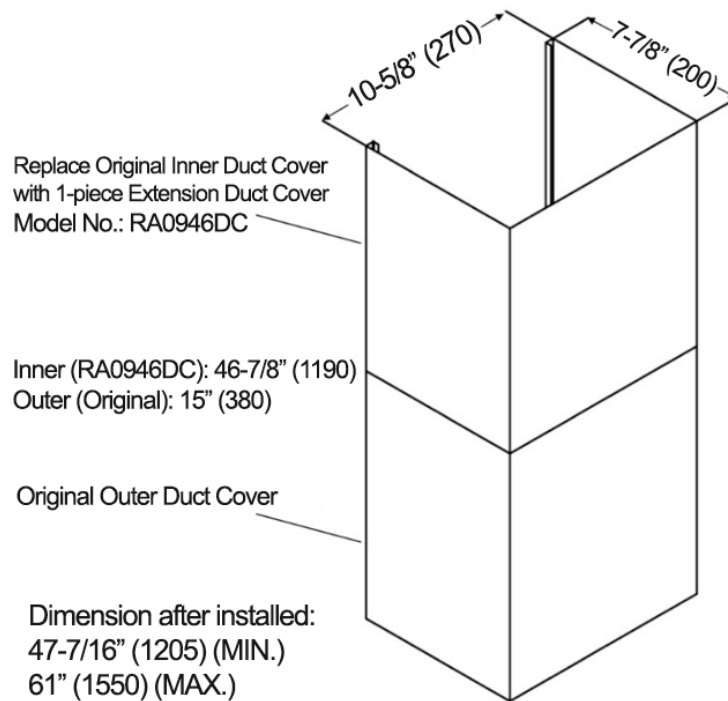 10-5/8” (270)
7-7/8” (200)
Replace Original Inner Duct Cover
with 1-piece Extension Duct Cover
Model No.: RA0946DC
Inner (RA0946DC): 46-7/8” (1190)
Outer (Original): 15” (380)
Original Outer Duct Cover
Dimension after installed:
47-7/16” (1205) (MIN.)
61” (1550) (MAX.)